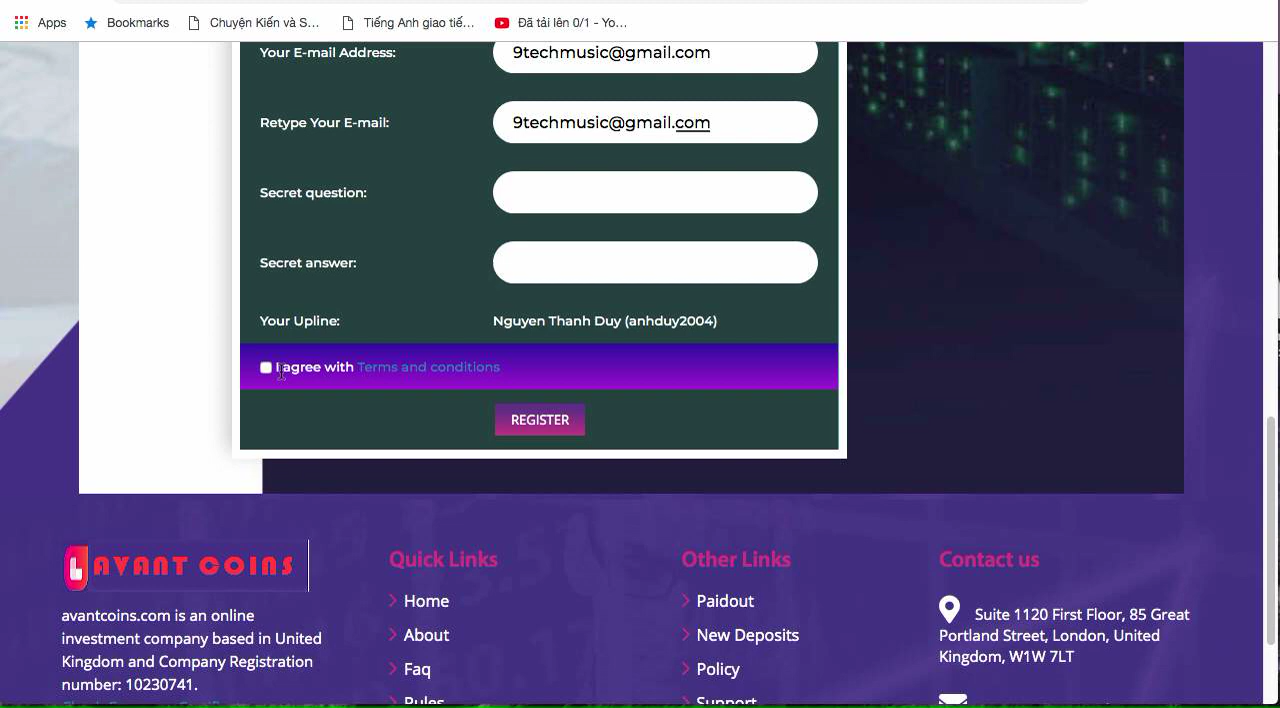 Apps Bookmarks Chuyện Kiến và S... Tiếng Anh giao tiế... Đã tải lên 0/1 - Yo...
Your E-mail Address: 9techmusic@gmail.com
Retype Your E-mail: 9techmusic@gmail.com
Secret question:
Secret answer:
Your Upline: Nguyen Thanh Duy (anhduy2004)
I agree with Terms and conditions
REGISTER
AVANT COINS
avantcoins.com is an online
investment company based in United
Kingdom and Company Registration
number: 10230741.
Quick Links
Home
About
Faq
Rules
Other Links
Paidout
New Deposits
Policy
Support
Contact us
Suite 1120 First Floor, 85 Great
Portland Street, London, United
Kingdom, W1W 7LT